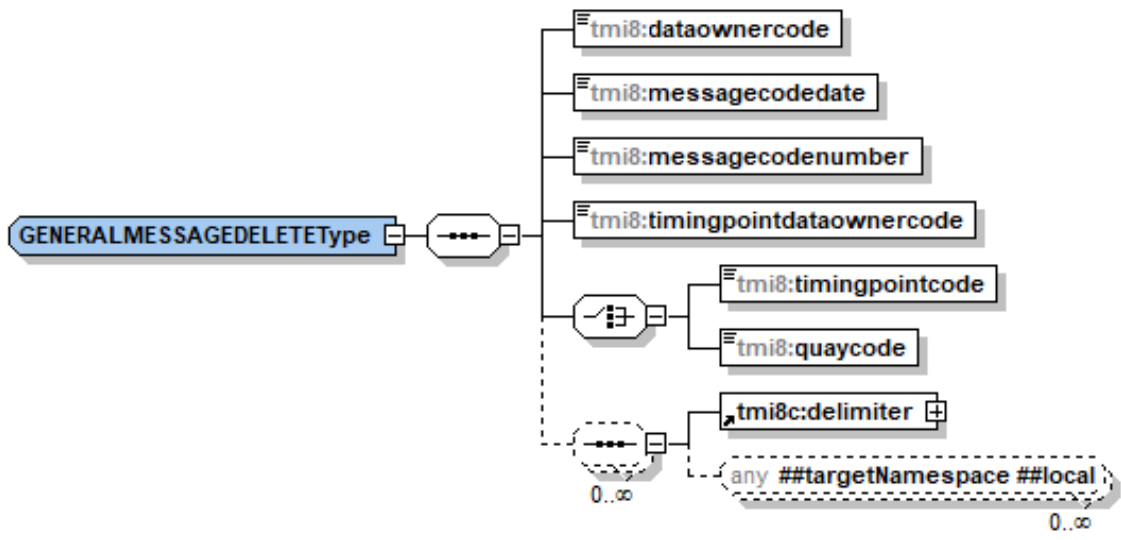 tmi8:dataownercode
tmi8:messagecodedate
tmi8:messagecodenumber
tmi8:timingpointdataownercode
GENERALMESSAGEDELETEType
tmi8:timingpointcode
tmi8:quaycode
tmi8c:delimiter
any ##targetNamespace ##local
0..∞
0..∞